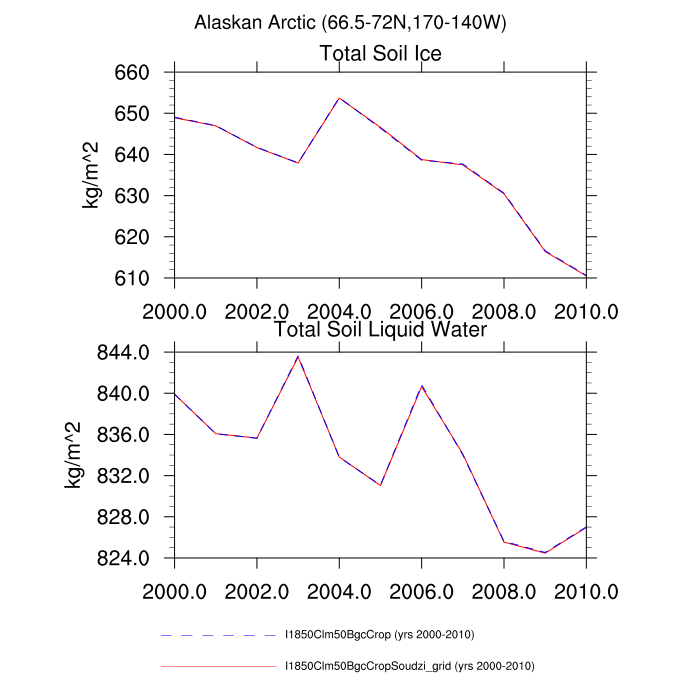 Alaskan Arctic (66.5-72N,170-140W)
Total Soil Ice
660
650
640
630
620
610
kg/m^2
2000.0 2002.0 2004.0 2006.0 2008.0 2010.0
Total Soil Liquid Water
844.0
840.0
836.0
832.0
828.0
824.0
kg/m^2
2000.0 2002.0 2004.0 2006.0 2008.0 2010.0
I1850Clm50BgcCrop (yrs 2000-2010)
I1850Clm50BgcCropSoudzi_grid (yrs 2000-2010)